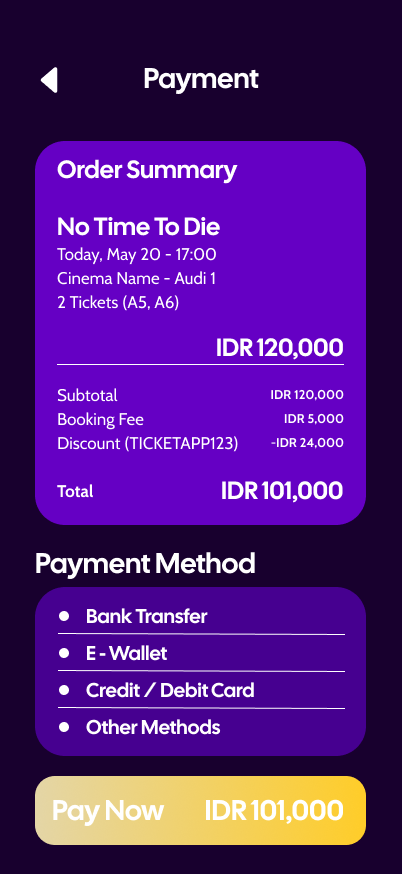 Payment
Order Summary
No Time To Die
Today, May 20 - 17:00
Cinema Name - Audi 1
2 Tickets (A5, A6)
IDR 120,000
Subtotal IDR 120,000
Booking Fee IDR 5,000
Discount (TICKETAPP123) -IDR 24,000
Total IDR 101,000
Payment Method
Bank Transfer
E - Wallet
Credit / Debit Card
Other Methods
Pay Now IDR 101,000